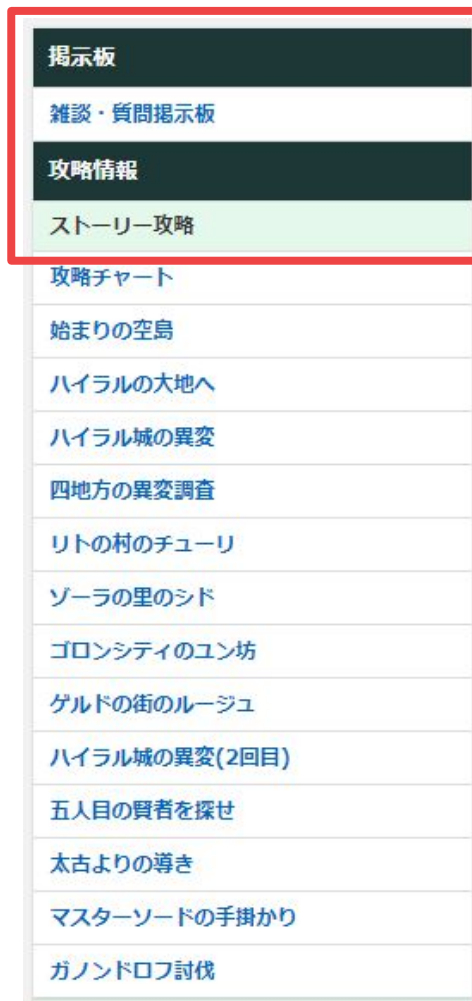 掲示板
雑談・質問掲示板
攻略情報
ストーリー攻略
攻略チャート
始まりの空島
ハイラルの大地へ
ハイラル城の異変
四地方の異変調査
リトの村のチューリ
ゾーラの里のシド
ゴロンシティのユン坊
ゲルドの街のルージュ
ハイラル城の異変(2回目)
五人目の賢者を探せ
太古よりの導き
マスターソードの手掛かり
ガノンドロフ討伐